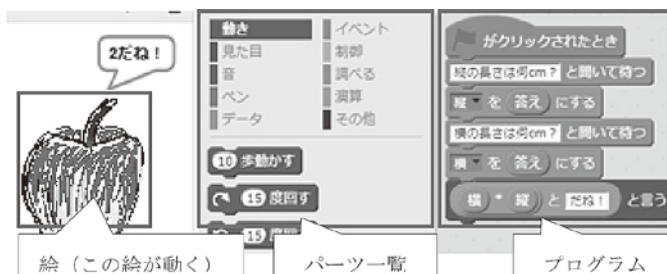 2だね！
動き
見た目
音
ペン
データ
イベント
制御
調べる
演算
その他
10 歩動かす
15 度回す
15 度回す
がクリックされたとき
縦の長さは何cm？ と聞いて待つ
縦 を 答え にする
横の長さは何cm？ と聞いて待つ
横 を 答え にする
横 * 縦 と だね！ と言う
絵（この絵が動く）
パーツ一覧
プログラム